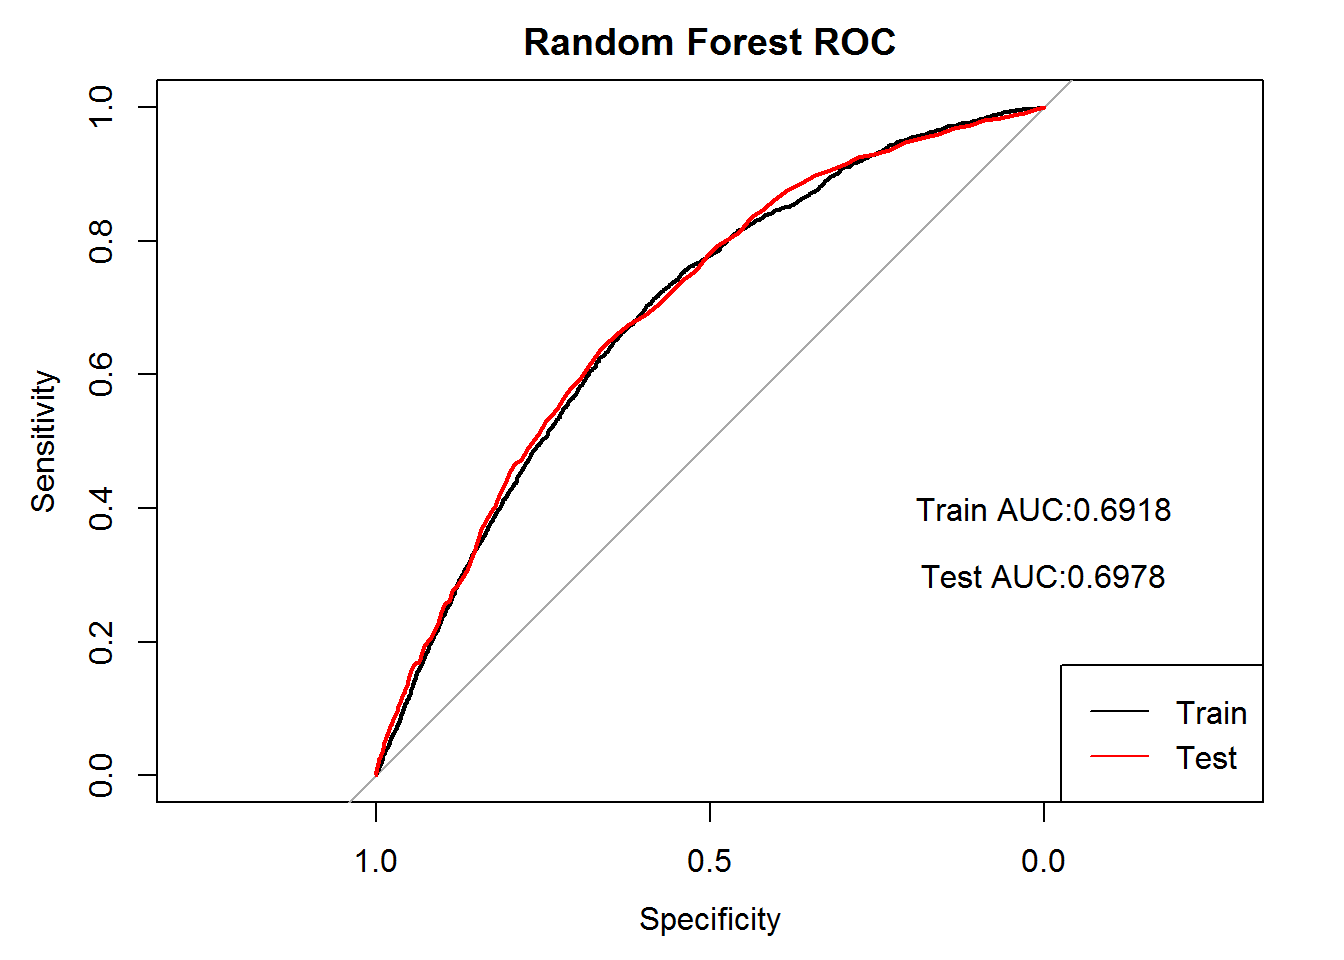 Random Forest ROC
1.0
0.8
0.6
0.4
0.2
0.0
Sensitivity
Train AUC:0.6918
Test AUC:0.6978
Train
Test
1.0 0.5 0.0
Specificity